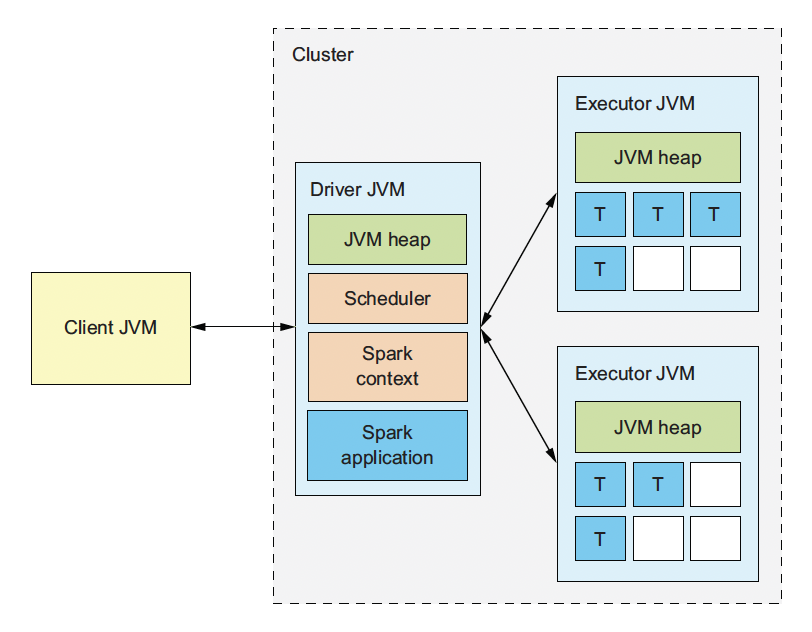 Cluster
Client JVM
Driver JVM
JVM heap
Scheduler
Spark
context
Spark
application
Executor JVM
JVM heap
T T T
T
Executor JVM
JVM heap
T T
T